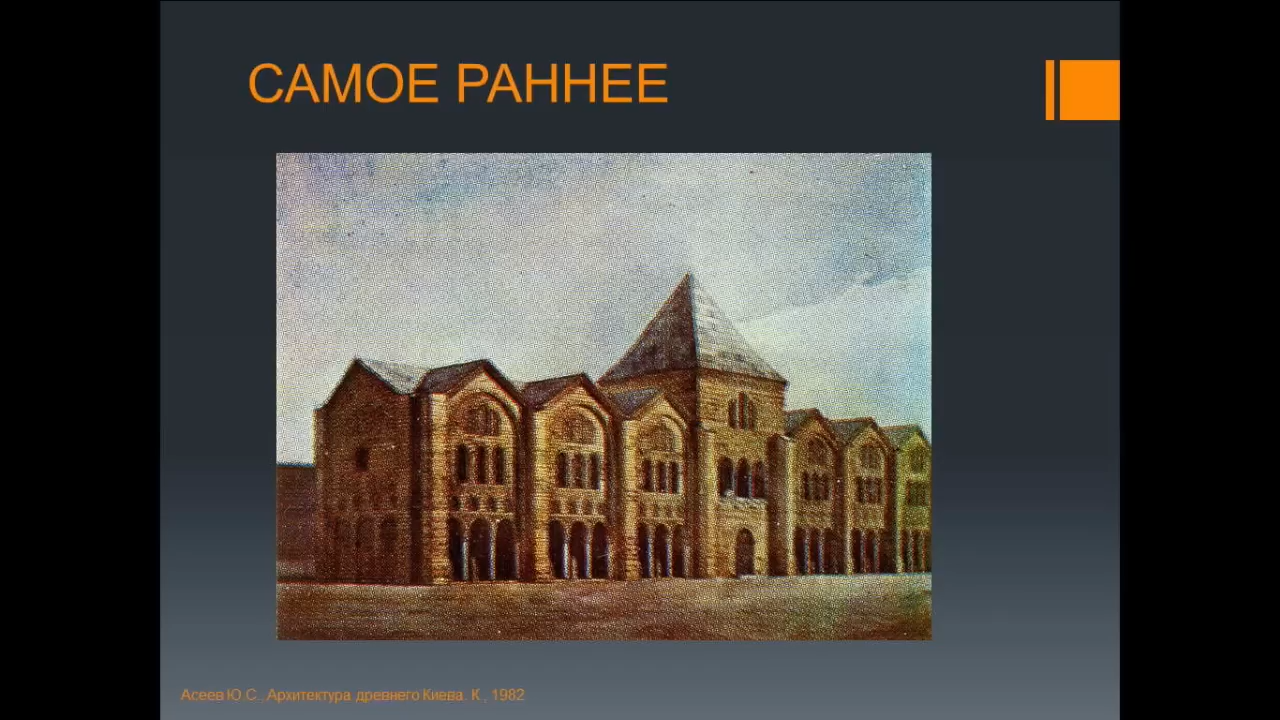 САМОЕ РАННЕЕ
Асеев Ю.С., Архитектура древнего Киева. К., 1982